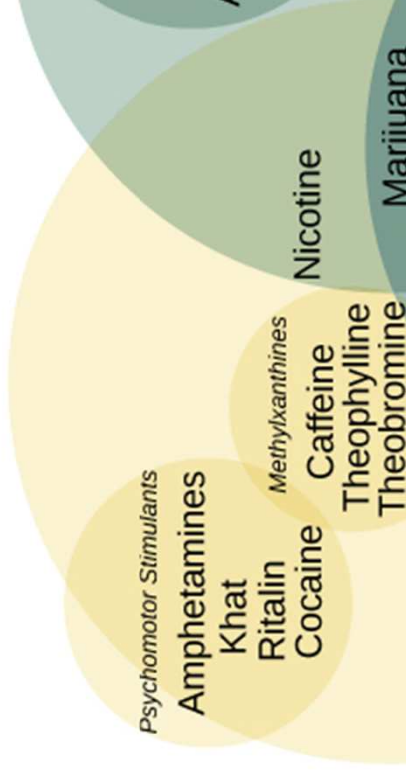 Psychomotor Stimulants
Amphetamines
Khat
Ritalin
Cocaine
Methylxanthines
Caffeine
Theophylline
Theobromine
Nicotine
Marijuana